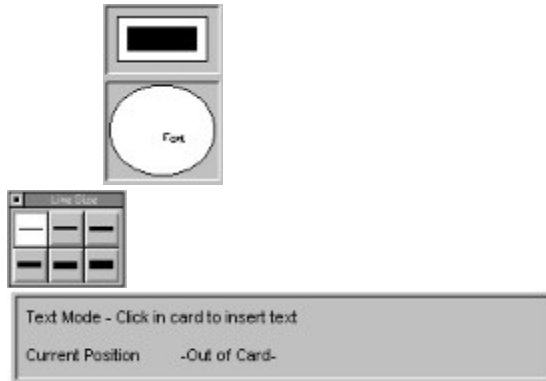 Font
Line Size
Text Mode - Click in card to insert text
Current Position -Out of Card-